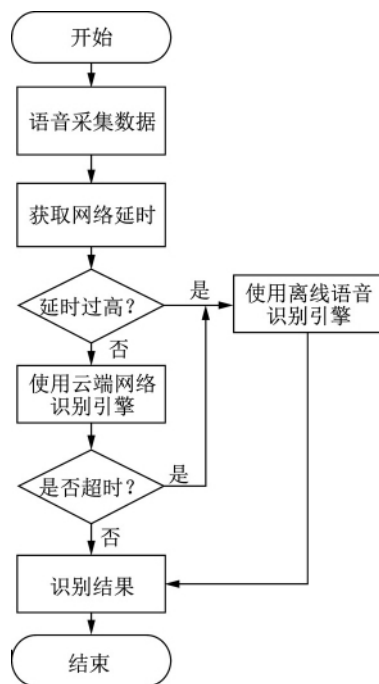 开始
语音采集数据
获取网络延时
延时过高？
是
使用离线语音
识别引擎
否
使用云端网络
识别引擎
是否超时？
是
否
识别结果
结束